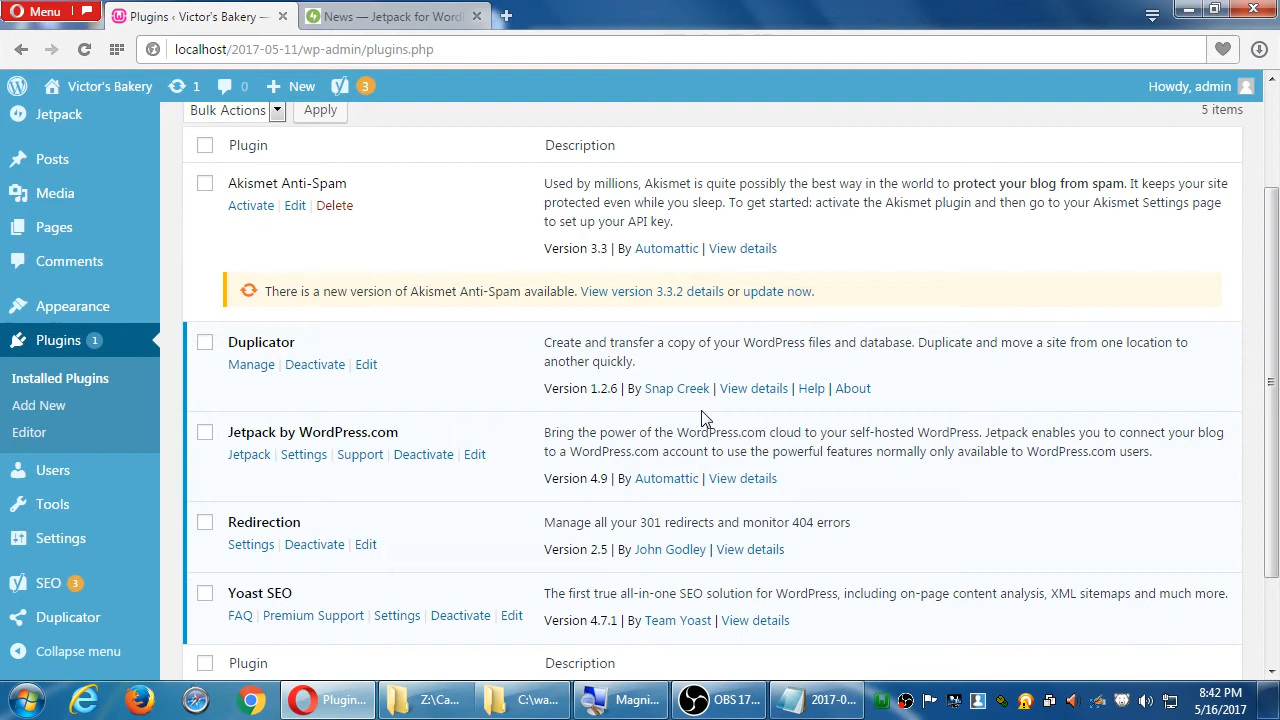 Menu
Plugins ‹ Victor's Bakery —
News — Jetpack for WordP
localhost/2017-05-11/wp-admin/plugins.php
Victor's Bakery
1
0
New
3
Howdy, admin
Jetpack
Posts
Media
Pages
Comments
Appearance
Plugins 1
Installed Plugins
Add New
Editor
Users
Tools
Settings
SEO 3
Duplicator
Collapse menu
Bulk Actions
Apply
5 items
Plugin
Description
Akismet Anti-Spam
Activate | Edit | Delete
Used by millions, Akismet is quite possibly the best way in the world to protect your blog from spam. It keeps your site
protected even while you sleep. To get started: activate the Akismet plugin and then go to your Akismet Settings page
to set up your API key.
Version 3.3 | By Automattic | View details
There is a new version of Akismet Anti-Spam available. View version 3.3.2 details or update now.
Duplicator
Manage | Deactivate | Edit
Create and transfer a copy of your WordPress files and database. Duplicate and move a site from one location to
another quickly.
Version 1.2.6 | By Snap Creek | View details | Help | About
Jetpack by WordPress.com
Jetpack | Settings | Support | Deactivate | Edit
Bring the power of the WordPress.com cloud to your self-hosted WordPress. Jetpack enables you to connect your blog
to a WordPress.com account to use the powerful features normally only available to WordPress.com users.
Version 4.9 | By Automattic | View details
Redirection
Settings | Deactivate | Edit
Manage all your 301 redirects and monitor 404 errors
Version 2.5 | By John Godley | View details
Yoast SEO
FAQ | Premium Support | Settings | Deactivate | Edit
The first true all-in-one SEO solution for WordPress, including on-page content analysis, XML sitemaps and much more.
Version 4.7.1 | By Team Yoast | View details
Plugin
Description
Plugin...
Z:\Ca...
C:\wa...
Magni...
OBS 17...
2017-0...
8:42 PM
5/16/2017